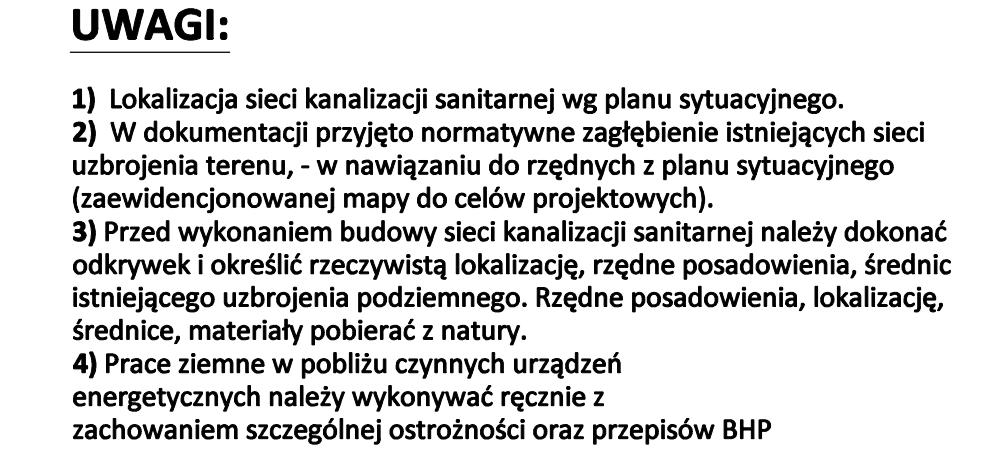 UWAGI:
1) Lokalizacja sieci kanalizacji sanitarnej wg planu sytuacyjnego.
2) W dokumentacji przyjęto normatywne zagłębienie istniejących sieci
uzbrojenia terenu, - w nawiązaniu do rzędnych z planu sytuacyjnego
(zaewidencjonowanej mapy do celów projektowych).
3) Przed wykonaniem budowy sieci kanalizacji sanitarnej należy dokonać
odkrywek i określić rzeczywistą lokalizację, rzędne posadowienia, średnic
istniejącego uzbrojenia podziemnego. Rzędne posadowienia, lokalizację,
średnice, materiały pobierać z natury.
4) Prace ziemne w pobliżu czynnych urządzeń
energetycznych należy wykonywać ręcznie z
zachowaniem szczególnej ostrożności oraz przepisów BHP